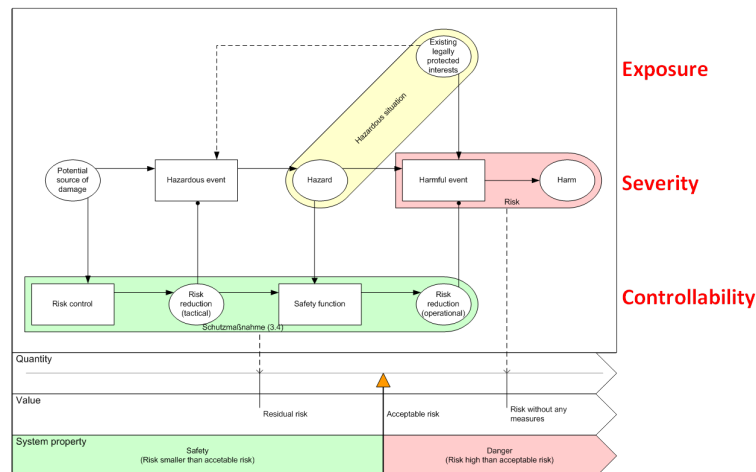 Existing
legally
protected
interests
Exposure
Hazardous situation
Potential
source of
damage
Hazardous event
Hazard
Harmful event
Harm
Severity
Risk
Risk control
Risk
reduction
(tactical)
Safety function
Risk
reduction
(operational)
Controllability
Schutzmaßnahme (3.4)
Quantity
Value
Residual risk
Acceptable risk
Risk without any
measures
System property
Safety
(Risk smaller than accetable risk)
Danger
(Risk high than acceptable risk)